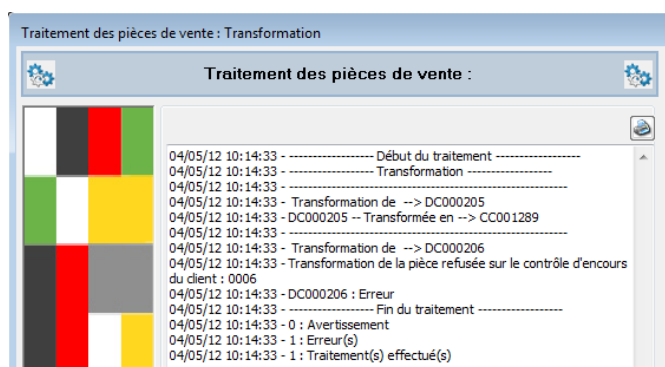 Traitement des pièces de vente : Transformation
Traitement des pièces de vente :
04/05/12 10:14:33 - ------------------ Début du traitement ------------------
04/05/12 10:14:33 - ------------------ Transformation ------------------
04/05/12 10:14:33 - -----------------------------------------------------------
04/05/12 10:14:33 - Transformation de --> DC000205
04/05/12 10:14:33 - DC000205 -- Transformée en --> CC001289
04/05/12 10:14:33 - -----------------------------------------------------------
04/05/12 10:14:33 - Transformation de --> DC000206
04/05/12 10:14:33 - Transformation de la pièce refusée sur le contrôle d'encours
du client : 0006
04/05/12 10:14:33 - DC000206 : Erreur
04/05/12 10:14:33 - ------------------ Fin du traitement ------------------
04/05/12 10:14:33 - 0 : Avertissement
04/05/12 10:14:33 - 1 : Erreur(s)
04/05/12 10:14:33 - 1 : Traitement(s) effectué(s)